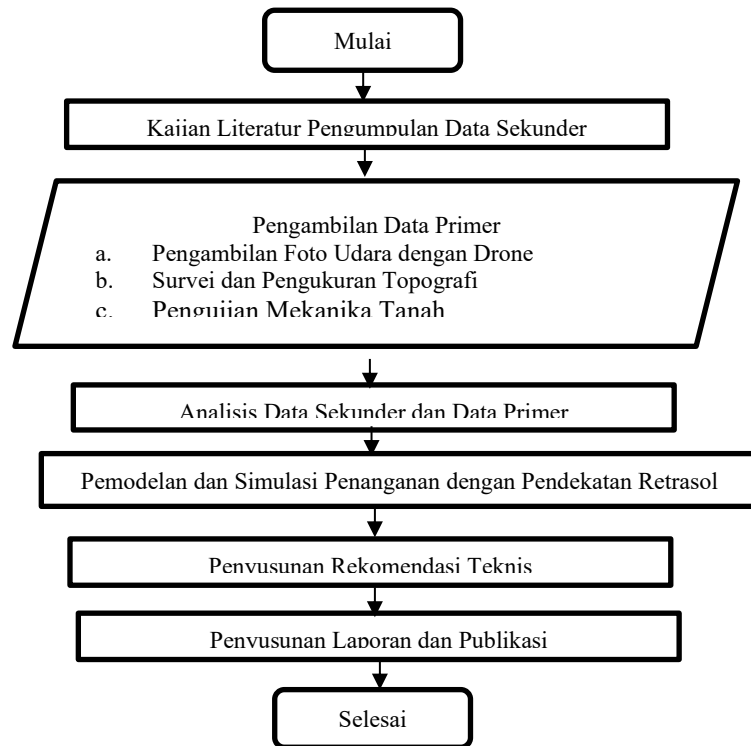 Mulai
Kajian Literatur Pengumpulan Data Sekunder
Pengambilan Data Primer
a. Pengambilan Foto Udara dengan Drone
b. Survei dan Pengukuran Topografi
c. Pengujian Mekanika Tanah
Analisis Data Sekunder dan Data Primer
Pemodelan dan Simulasi Penanganan dengan Pendekatan Retrasol
Penyusunan Rekomendasi Teknis
Penyusunan Laporan dan Publikasi
Selesai